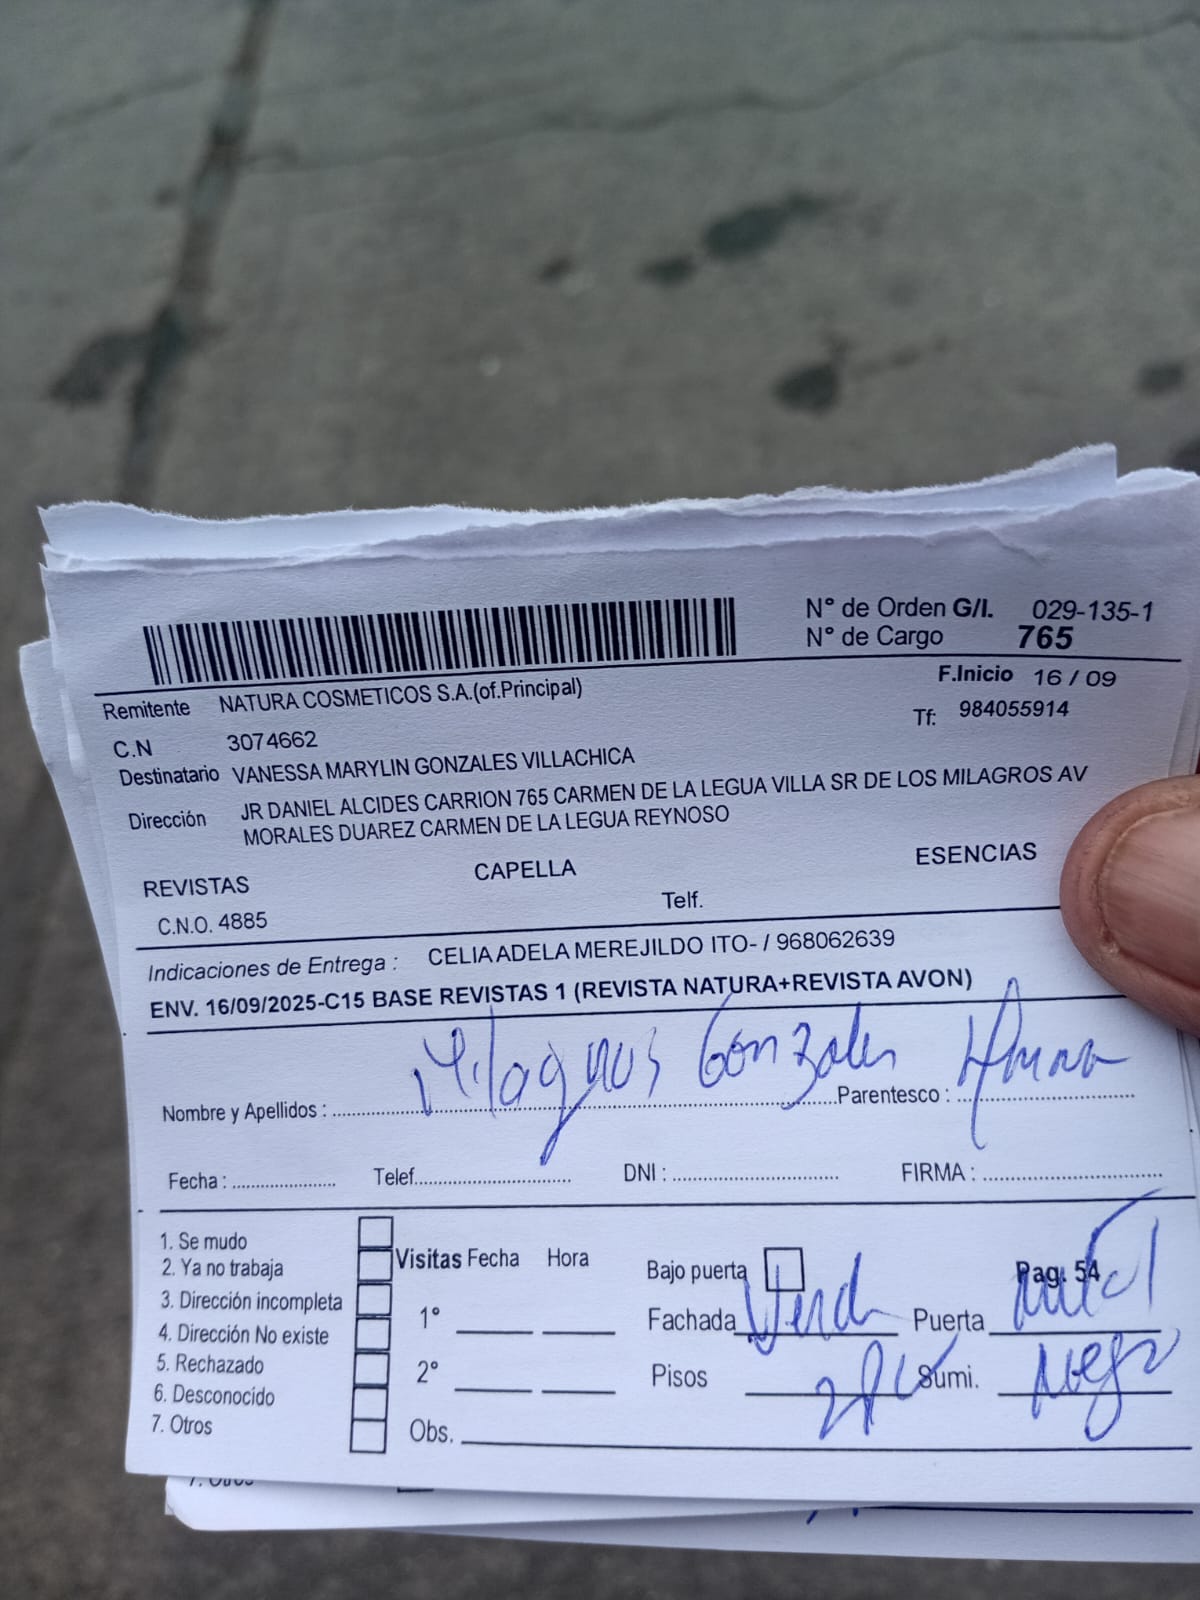 N° de Orden G/I. 029-135-1
N° de Cargo 765
Remitente NATURA COSMETICOS S.A.(of.Principal) F.Inicio 16 / 09
C.N 3074662 Tf: 984055914
Destinatario VANESSA MARYLIN GONZALES VILLACHICA
Dirección JR DANIEL ALCIDES CARRION 765 CARMEN DE LA LEGUA VILLA SR DE LOS MILAGROS AV
MORALES DUAREZ CARMEN DE LA LEGUA REYNOSO
REVISTAS CAPELLA ESENCIAS
C.N.O. 4885 Telf.
Indicaciones de Entrega : CELIA ADELA MEREJILDO ITO- / 968062639
ENV. 16/09/2025-C15 BASE REVISTAS 1 (REVISTA NATURA+REVISTA AVON)
Nombre y Apellidos : Milagros Gonzales Parentesco :
Fecha : Telef. DNI : FIRMA :
1. Se mudo
2. Ya no trabaja
3. Dirección incompleta
4. Dirección No existe
5. Rechazado
6. Desconocido
7. Otros
Visitas Fecha Hora
1°
2°
Obs.
Bajo puerta Pag. 54
Fachada Verd Puerta
Pisos Sumi. Negro
7. Otros